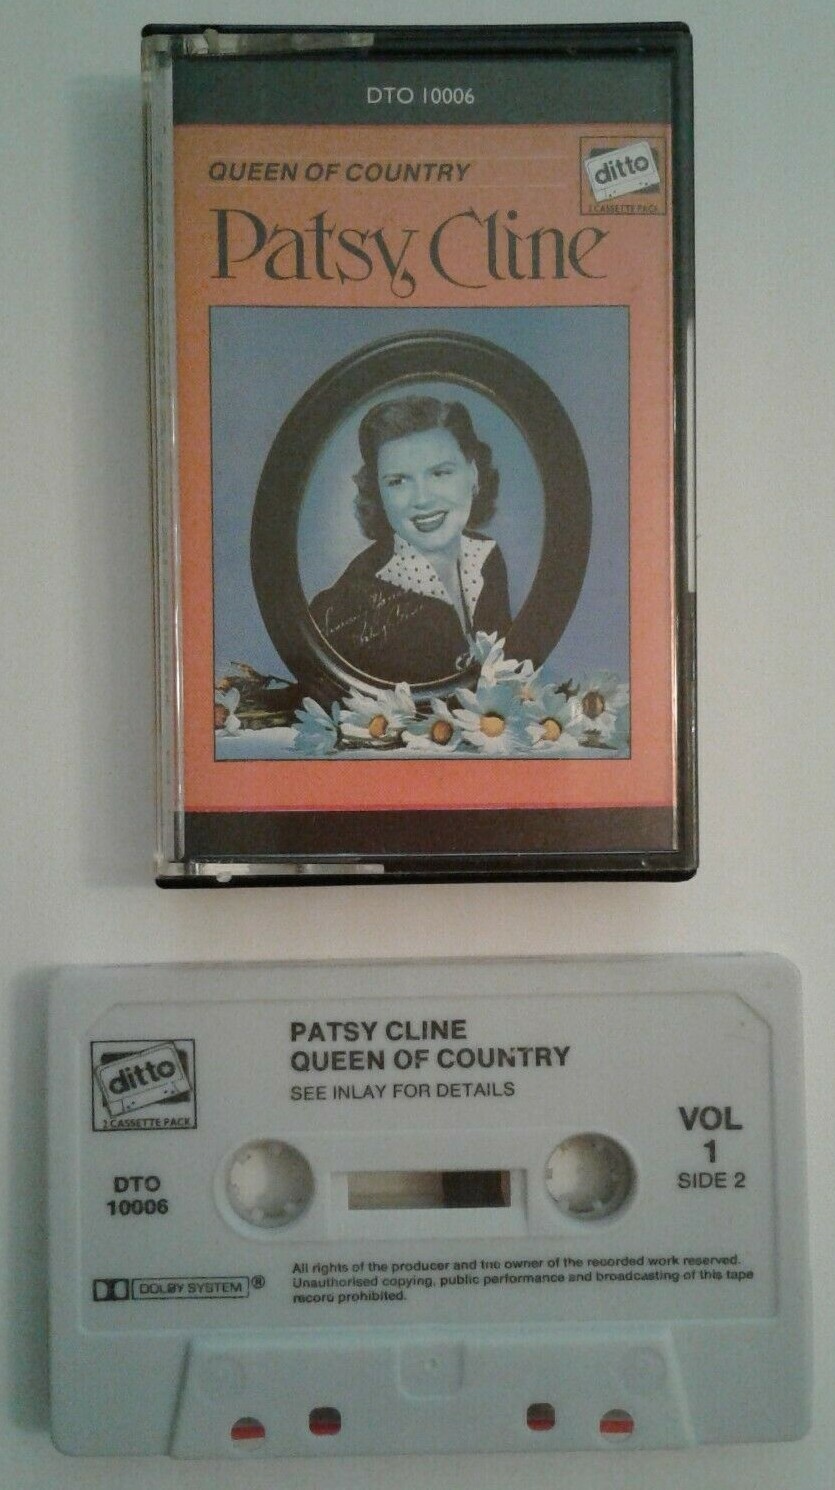 DTO 10006
QUEEN OF COUNTRY
ditto
2 CASSETTE PACK
Patsy Cline
PATSY CLINE
QUEEN OF COUNTRY
SEE INLAY FOR DETAILS
ditto
2 CASSETTE PACK
VOL
1
SIDE 2
DTO
10006
DOLBY SYSTEM ®
All rights of the producer and the owner of the recorded work reserved.
Unauthorised copying, public performance and broadcasting of this tape
record prohibited.